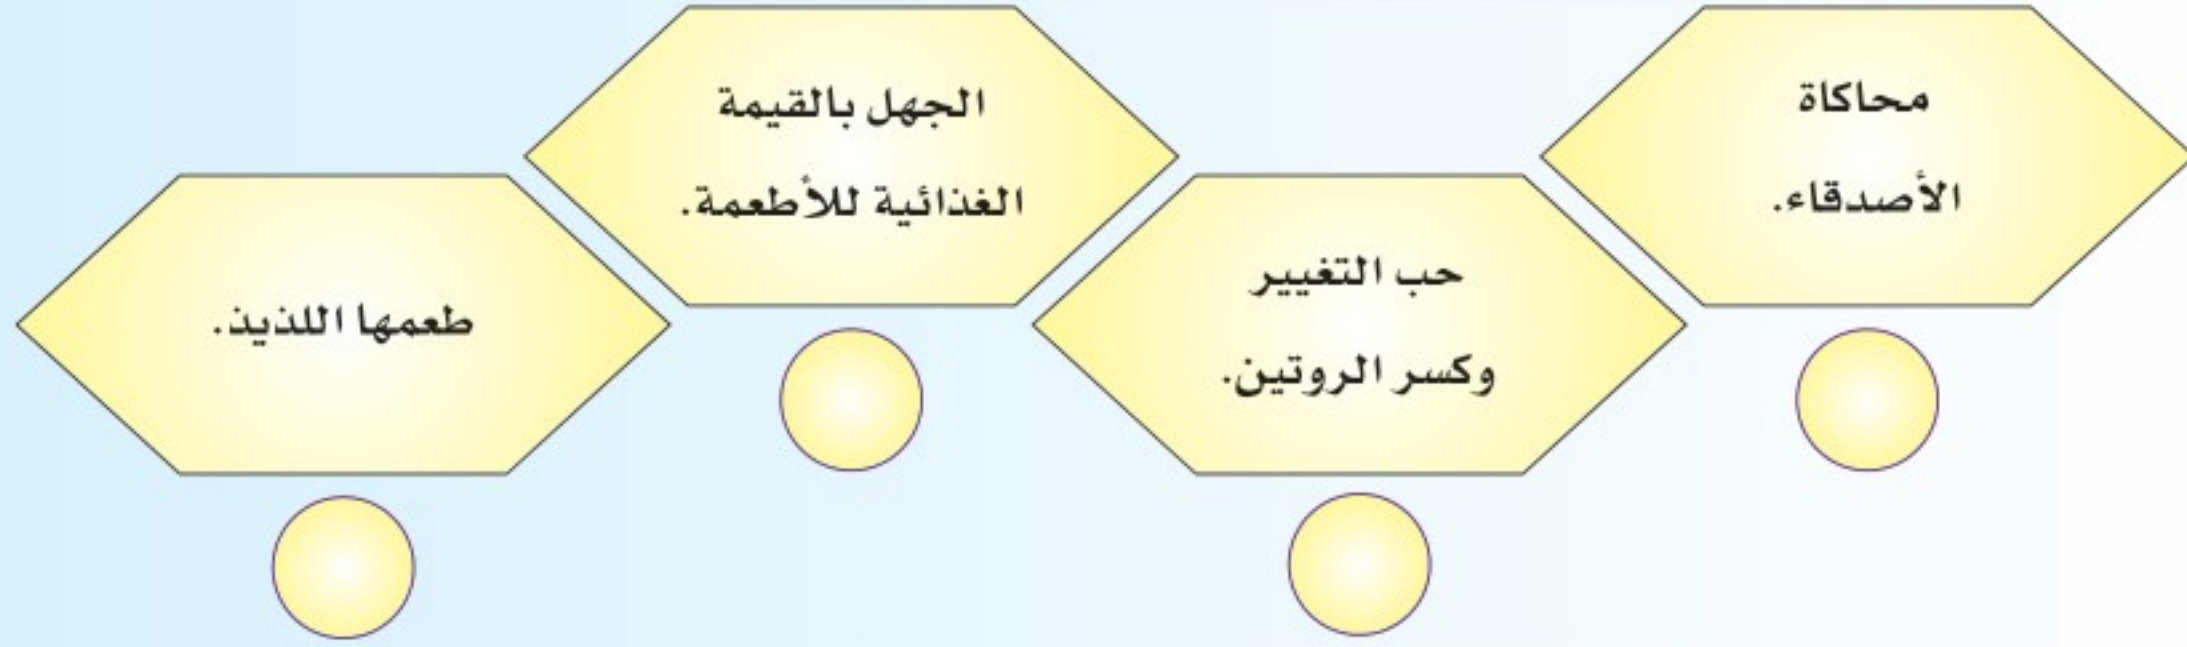 محاكاة
الأصدقاء.
حب التغيير
وكسر الروتين.
الجهل بالقيمة
الغذائية للأطعمة.
طعمها اللذيذ.